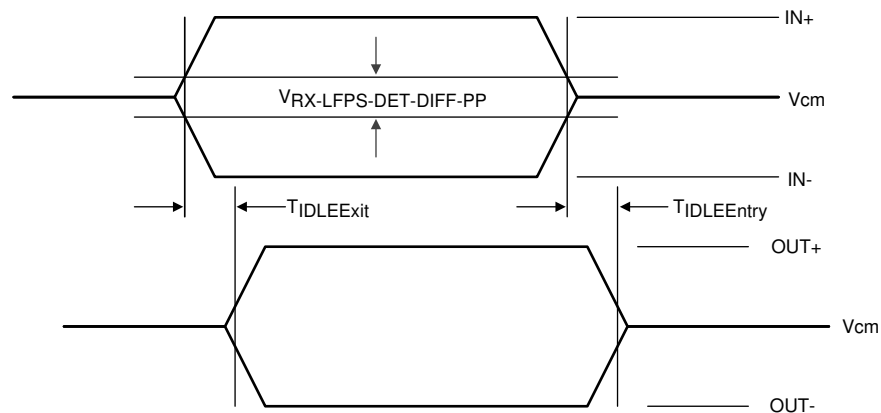 IN+
VRX-LFPS-DET-DIFF-PP
Vcm
IN-
TIDLEExit
TIDLEEntry
OUT+
Vcm
OUT-